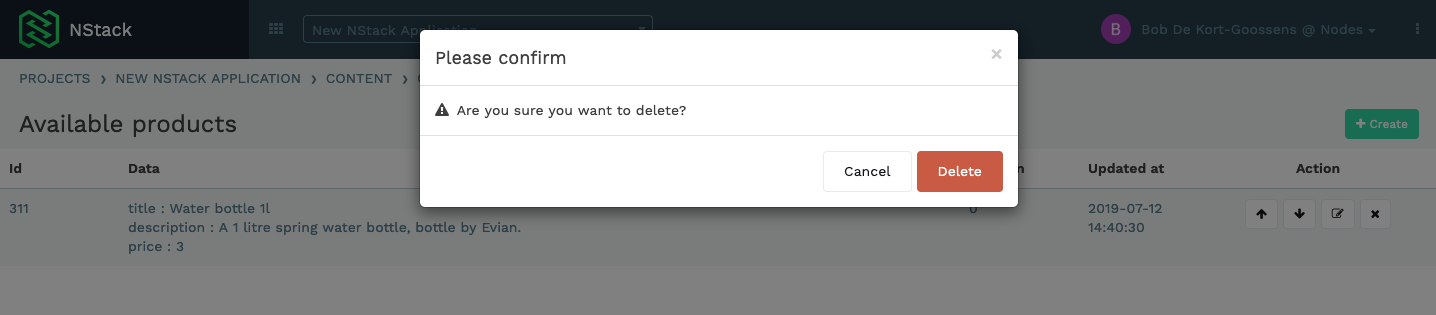 NStack
New NStack App
B
Bob De Kort-Goossens @ Nodes
Please confirm
×
PROJECTS > NEW NSTACK APPLICATION > CONTENT >
Are you sure you want to delete?
Available products
+ Create
Cancel
Delete
Id
Data
Updated at
Action
311
title : Water bottle 1l
description : A 1 litre spring water bottle, bottle by Evian.
price : 3
0
2019-07-12
14:40:30